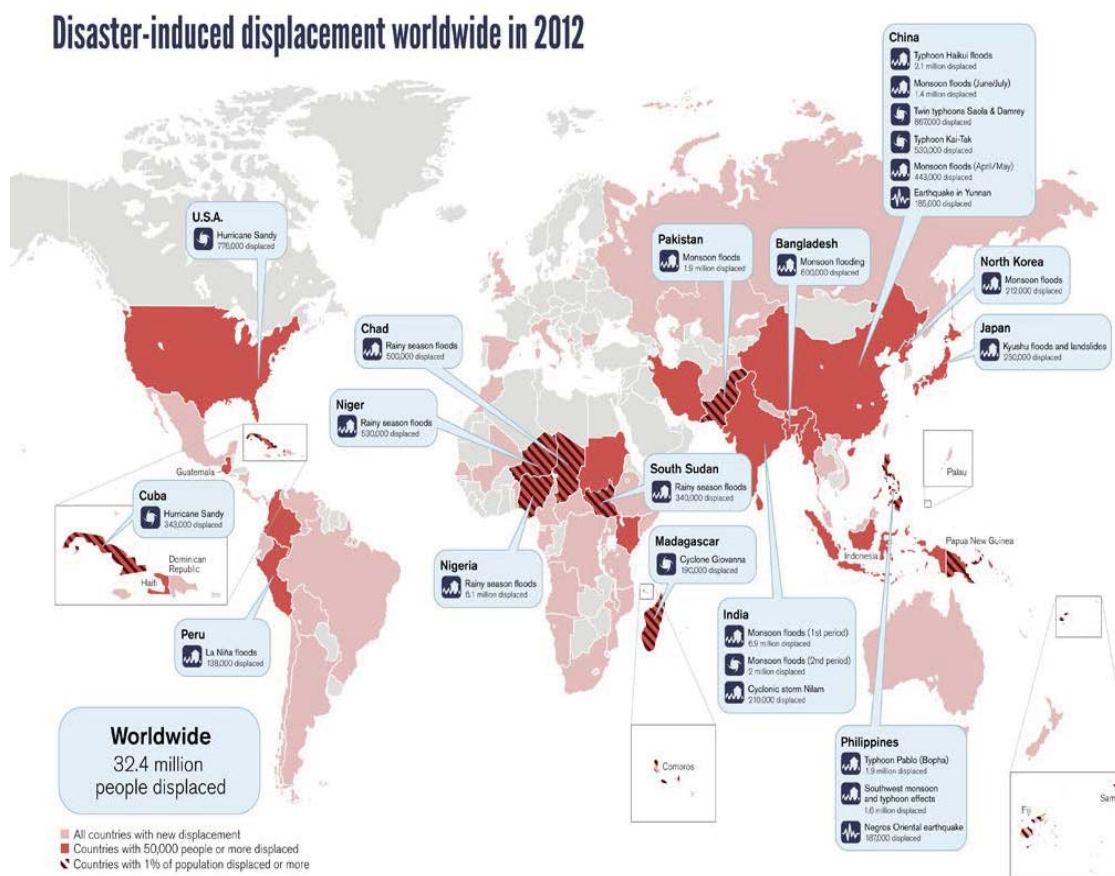 Disaster-induced displacement worldwide in 2012
China
Typhoon Haikui floods
2.1 million displaced
Monsoon floods (June/July)
1.4 million displaced
Twin typhoons Saola & Damrey
867,000 displaced
Typhoon Kai-Tak
530,000 displaced
Monsoon floods (April/May)
443,000 displaced
Earthquake in Yunnan
185,000 displaced
U.S.A.
Hurricane Sandy
776,000 displaced
Pakistan
Monsoon floods
1.9 million displaced
Bangladesh
Monsoon flooding
600,000 displaced
North Korea
Monsoon floods
212,000 displaced
Japan
Kyushu floods and landslides
250,000 displaced
Chad
Rainy season floods
500,000 displaced
Niger
Rainy season floods
530,000 displaced
South Sudan
Rainy season floods
340,000 displaced
Guatemala
Palau
Cuba
Hurricane Sandy
343,000 displaced
Dominican
Republic
Haiti
Madagascar
Cyclone Giovanna
190,000 displaced
Papua New Guinea
Indonesia
Nigeria
Rainy season floods
6.1 million displaced
India
Monsoon floods (1st period)
6.9 million displaced
Monsoon floods (2nd period)
2 million displaced
Cyclonic storm Nilam
210,000 displaced
Peru
La Niña floods
138,000 displaced
Worldwide
32.4 million
people displaced
Comoros
Philippines
Typhoon Pablo (Bopha)
1.9 million displaced
Southwest monsoon
and typhoon effects
1.6 million displaced
Negros Oriental earthquake
187,000 displaced
Fiji
Sam
All countries with new displacement
Countries with 50,000 people or more displaced
Countries with 1% of population displaced or more